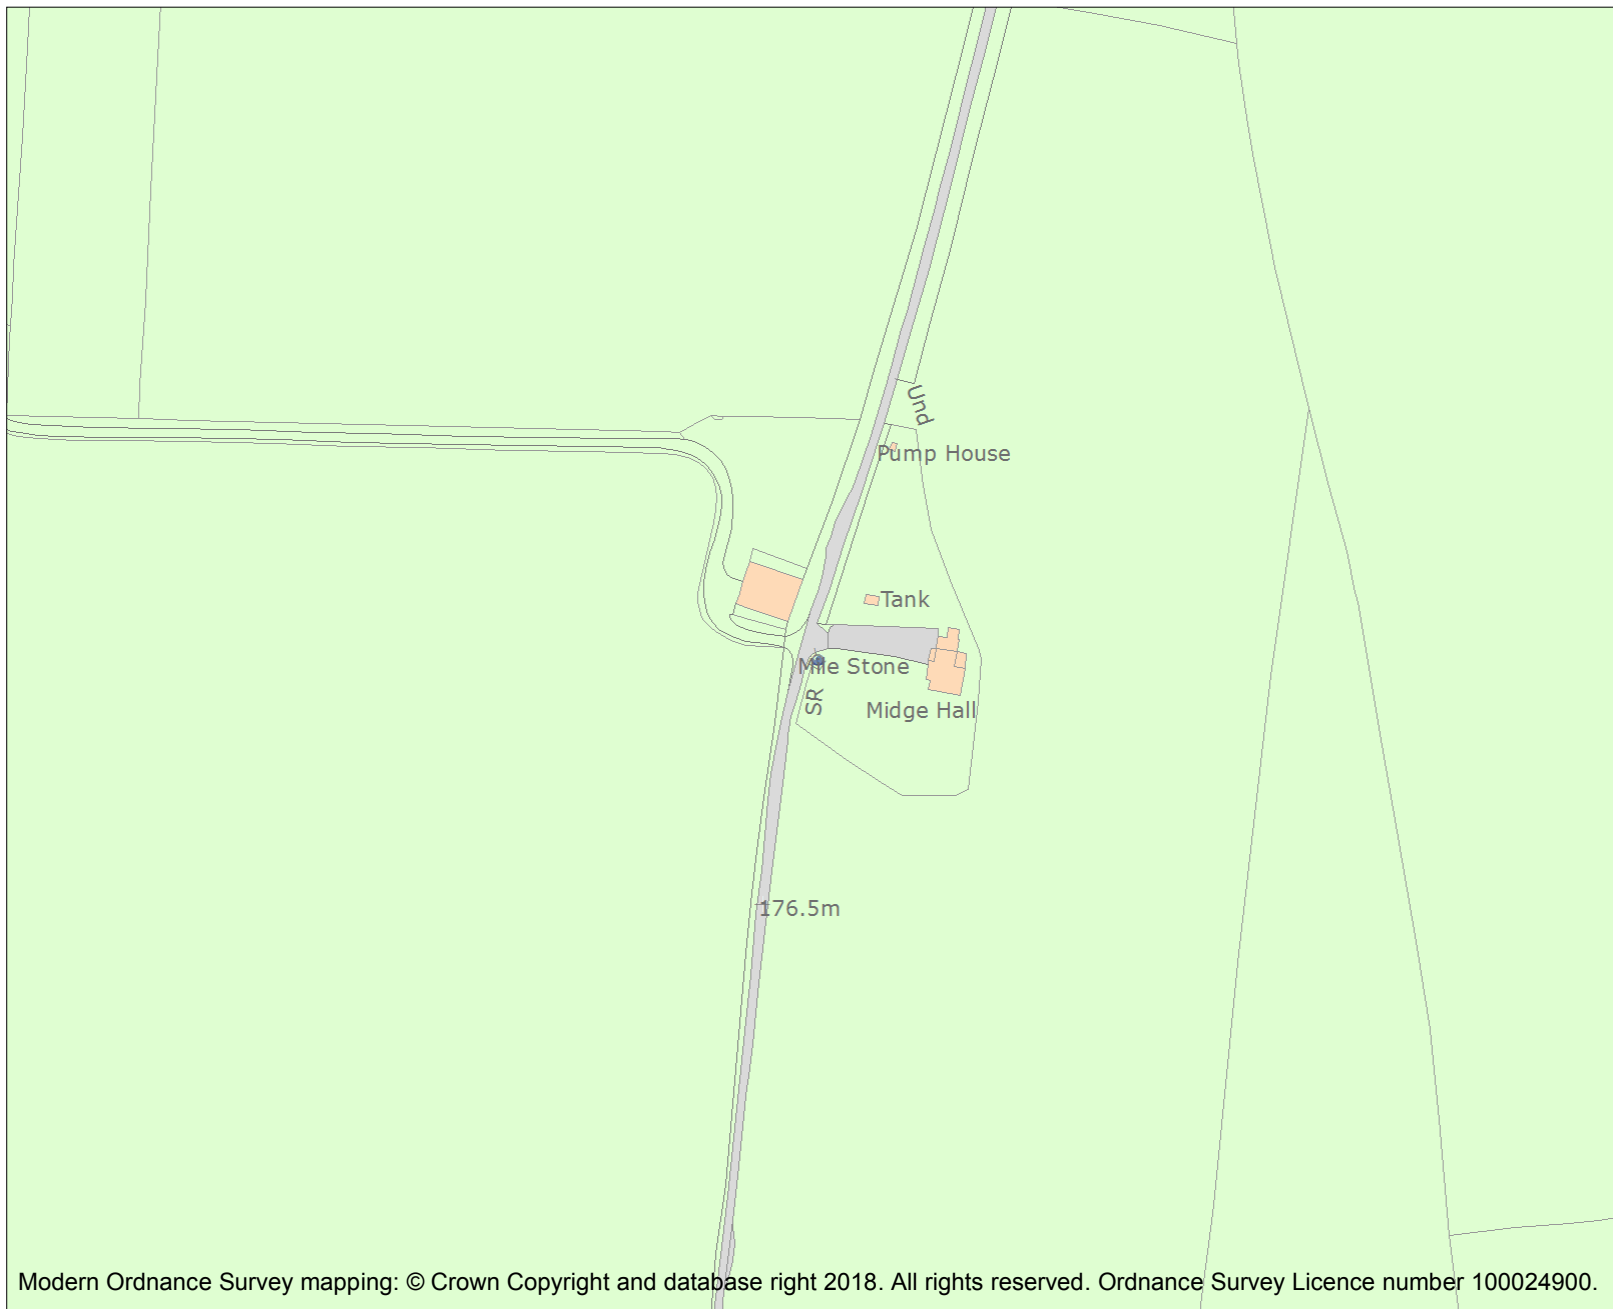 Und
Pump House
Tank
Mile Stone
SR
Midge Hall
176.5m
Modern Ordnance Survey mapping: © Crown Copyright and database right 2018. All rights reserved. Ordnance Survey Licence number 100024900.